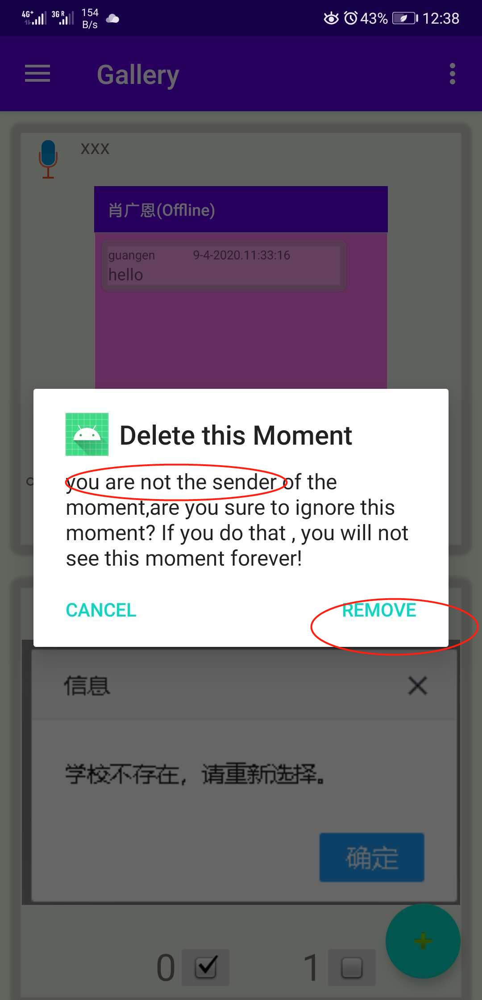 4G+ 3G R 154 B/s 43% 12:38
Gallery
xxx
肖广恩(Offline)
guangen 9-4-2020.11:33:16
hello
Delete this Moment
you are not the sender of the
moment,are you sure to ignore this
moment? If you do that , you will not
see this moment forever!
CANCEL REMOVE
信息
学校不存在，请重新选择。
确定
0 1